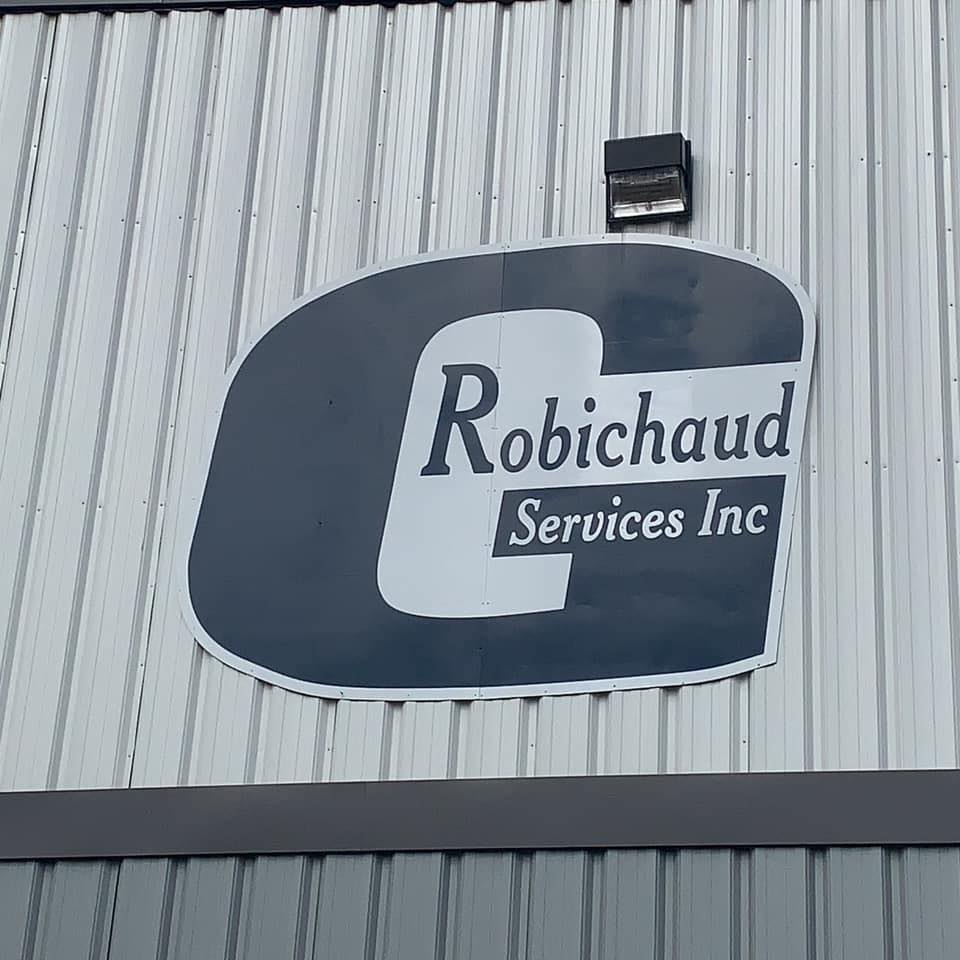 G
Robichaud
Services Inc